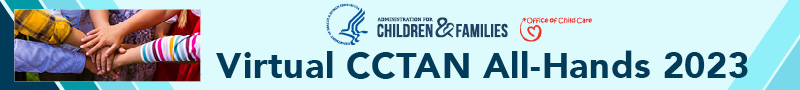 ADMINISTRATION FOR
CHILDREN & FAMILIES
Office of Child Care
Virtual CCTAN All-Hands 2023